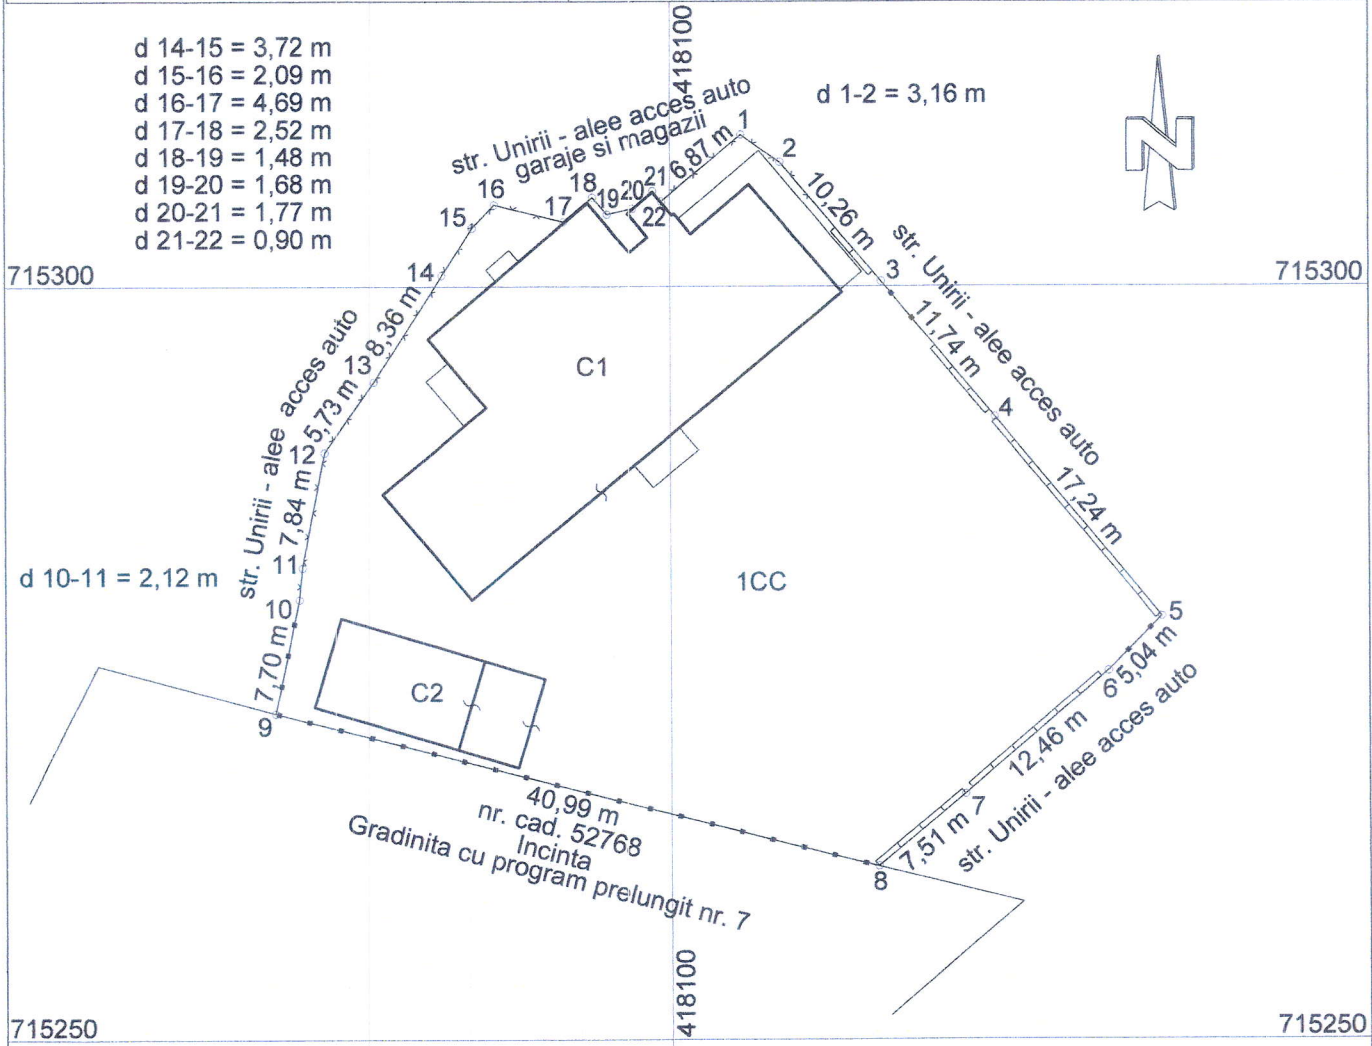 d 14-15 = 3,72 m
d 15-16 = 2,09 m
d 16-17 = 4,69 m
d 17-18 = 2,52 m
d 18-19 = 1,48 m
d 19-20 = 1,68 m
d 20-21 = 1,77 m
d 21-22 = 0,90 m
418100
d 1-2 = 3,16 m
N
str. Unirii - alee acces auto
garaje si magazii
6,87 m
1
2
10,26 m
3
str. Unirii - alee acces auto
11,74 m
4
17,24 m
5
5,04 m
6
12,46 m
str. Unirii - alee acces auto
7
7,51 m
8
16
15
17
18
19
20
21
22
14
715300
715300
8,36 m
13
str. Unirii - alee acces auto
5,73 m
12
7,84 m
11
d 10-11 = 2,12 m
10
7,70 m
9
C1
1CC
C2
40,99 m
nr. cad. 52768
Incinta
Gradinita cu program prelungit nr. 7
418100
715250
715250